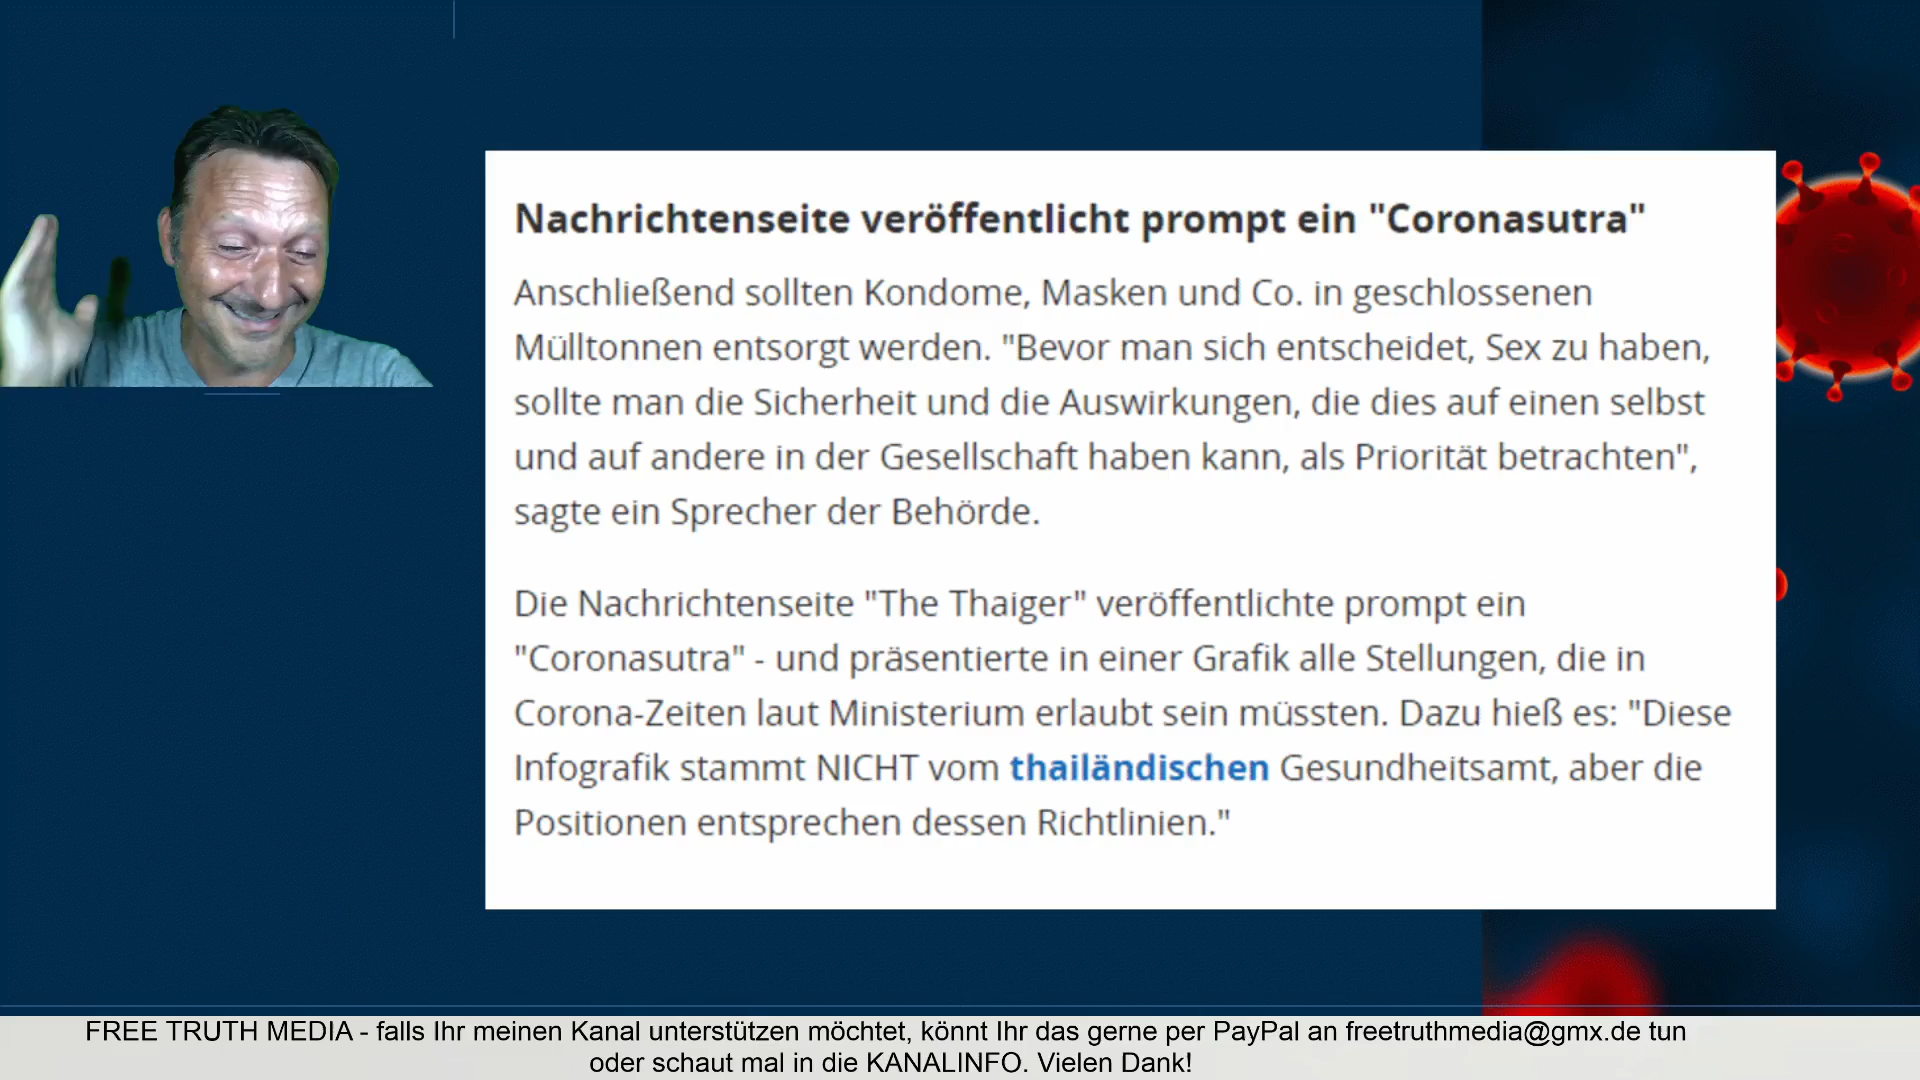 Nachrichtenseite veröffentlicht prompt ein "Coronasutra"
Anschließend sollten Kondome, Masken und Co. in geschlossenen
Mülltonnen entsorgt werden. "Bevor man sich entscheidet, Sex zu haben,
sollte man die Sicherheit und die Auswirkungen, die dies auf einen selbst
und auf andere in der Gesellschaft haben kann, als Priorität betrachten",
sagte ein Sprecher der Behörde.
Die Nachrichtenseite "The Thaiger" veröffentlichte prompt ein
"Coronasutra" - und präsentierte in einer Grafik alle Stellungen, die in
Corona-Zeiten laut Ministerium erlaubt sein müssten. Dazu hieß es: "Diese
Infografik stammt NICHT vom thailändischen Gesundheitsamt, aber die
Positionen entsprechen dessen Richtlinien."
FREE TRUTH MEDIA - falls Ihr meinen Kanal unterstützen möchtet, könnt Ihr das gerne per PayPal an freetruthmedia@gmx.de tun
oder schaut mal in die KANALINFO. Vielen Dank!